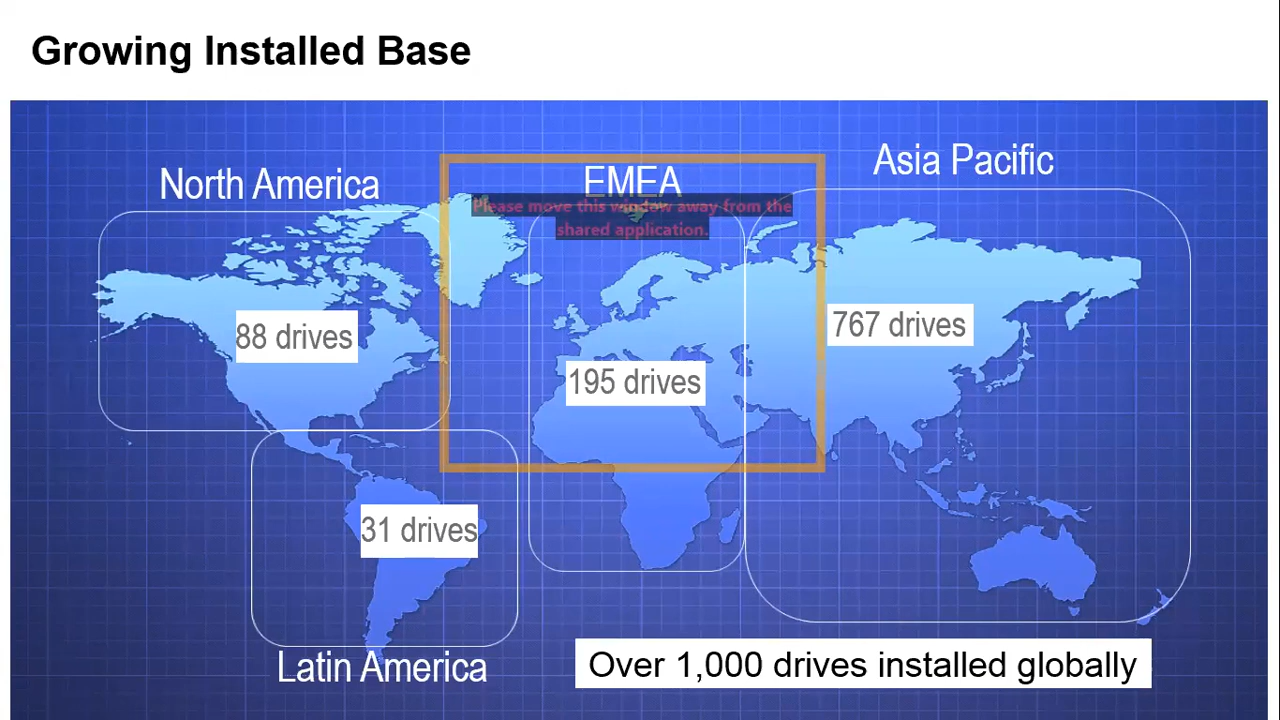 Growing Installed Base
North America
EMEA
Asia Pacific
Please move this window away from the
shared application.
88 drives
195 drives
767 drives
31 drives
Latin America
Over 1,000 drives installed globally